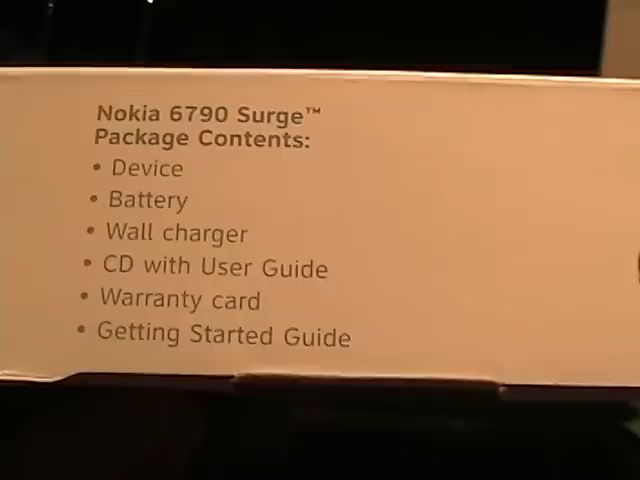 Nokia 6790 Surge™
Package Contents:
• Device
• Battery
• Wall charger
• CD with User Guide
• Warranty card
• Getting Started Guide